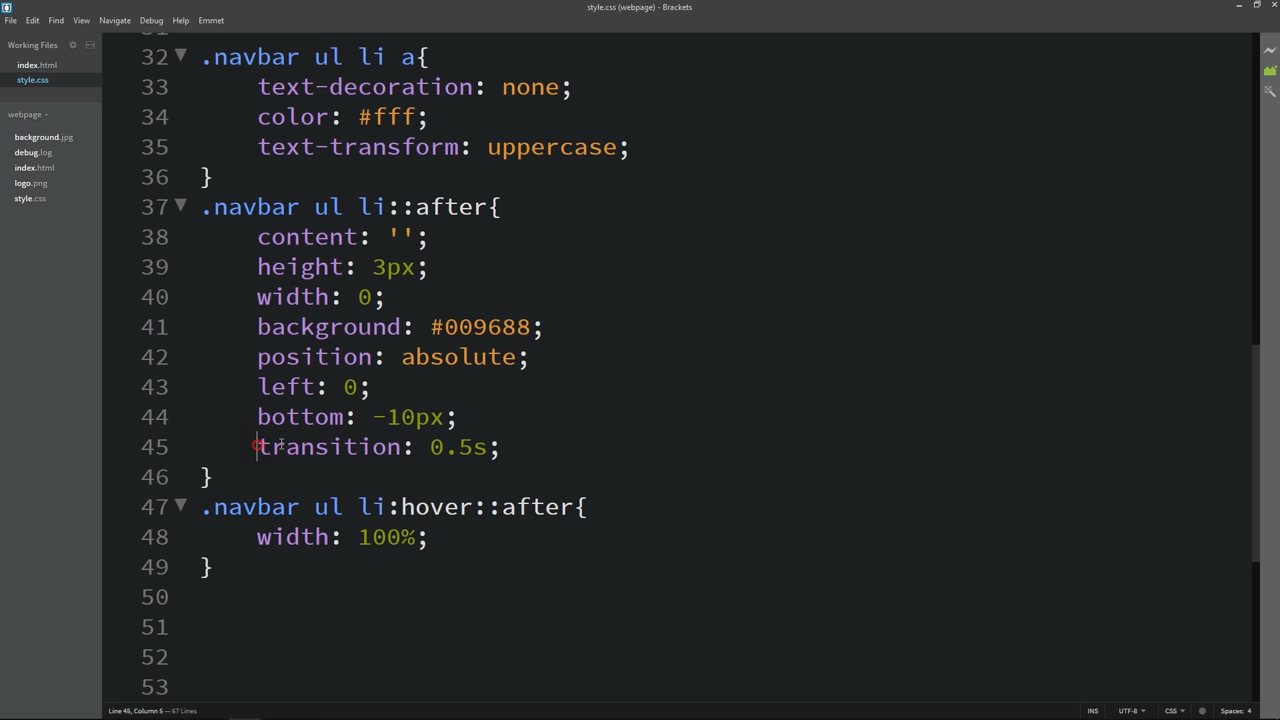 style.css (webpage) - Brackets
File Edit Find View Navigate Debug Help Emmet
Working Files
index.html
style.css
webpage
background.jpg
debug.log
index.html
logo.png
style.css
31
32 .navbar ul li a{
33 text-decoration: none;
34 color: #fff;
35 text-transform: uppercase;
36 }
37 .navbar ul li::after{
38 content: '';
39 height: 3px;
40 width: 0;
41 background: #009688;
42 position: absolute;
43 left: 0;
44 bottom: -10px;
45 transition: 0.5s;
46 }
47 .navbar ul li:hover::after{
48 width: 100%;
49 }
50
51
52
53
Line 45, Column 5 — 67 Lines
INS UTF-8 CSS Spaces: 4